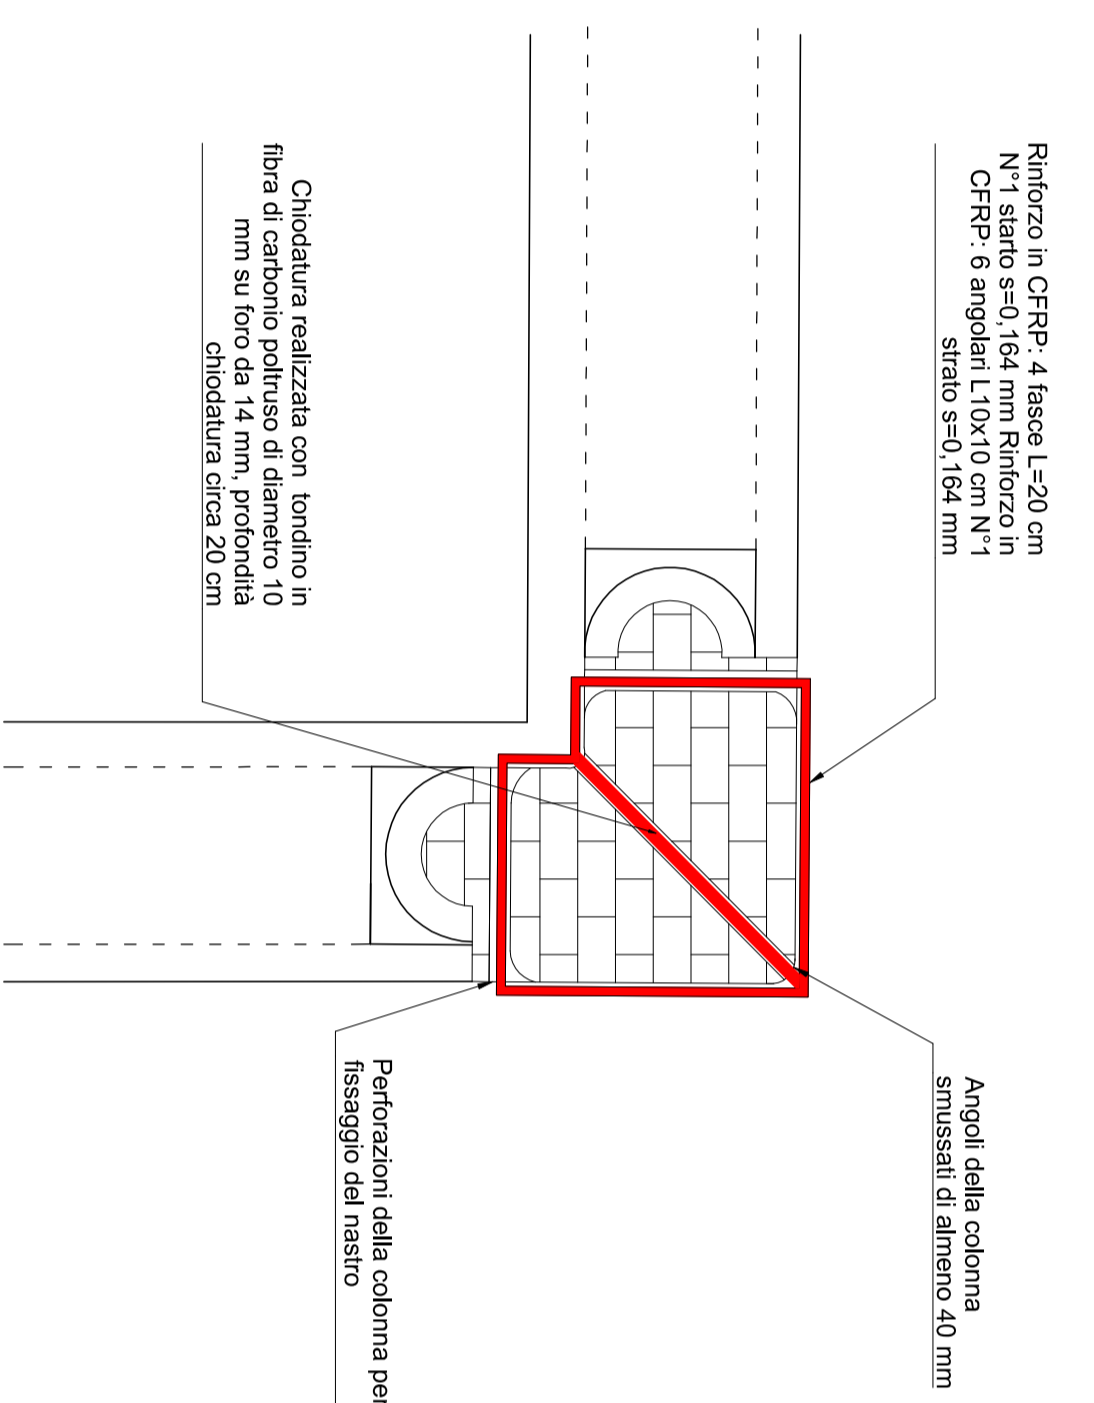 Rinforzo in CFRP: 4 fasce L=20 cm
N°1 starto s=0,164 mm Rinforzo in
CFRP: 6 angolari L10x10 cm N°1
strato s=0,164 mm
Angoli della colonna
smussati di almeno 40 mm
Chiodatura realizzata con tondino in
fibra di carbonio poltruso di diametro 10
mm su foro da 14 mm, profondità
chiodatura circa 20 cm
Perforazioni della colonna per
fissaggio del nastro